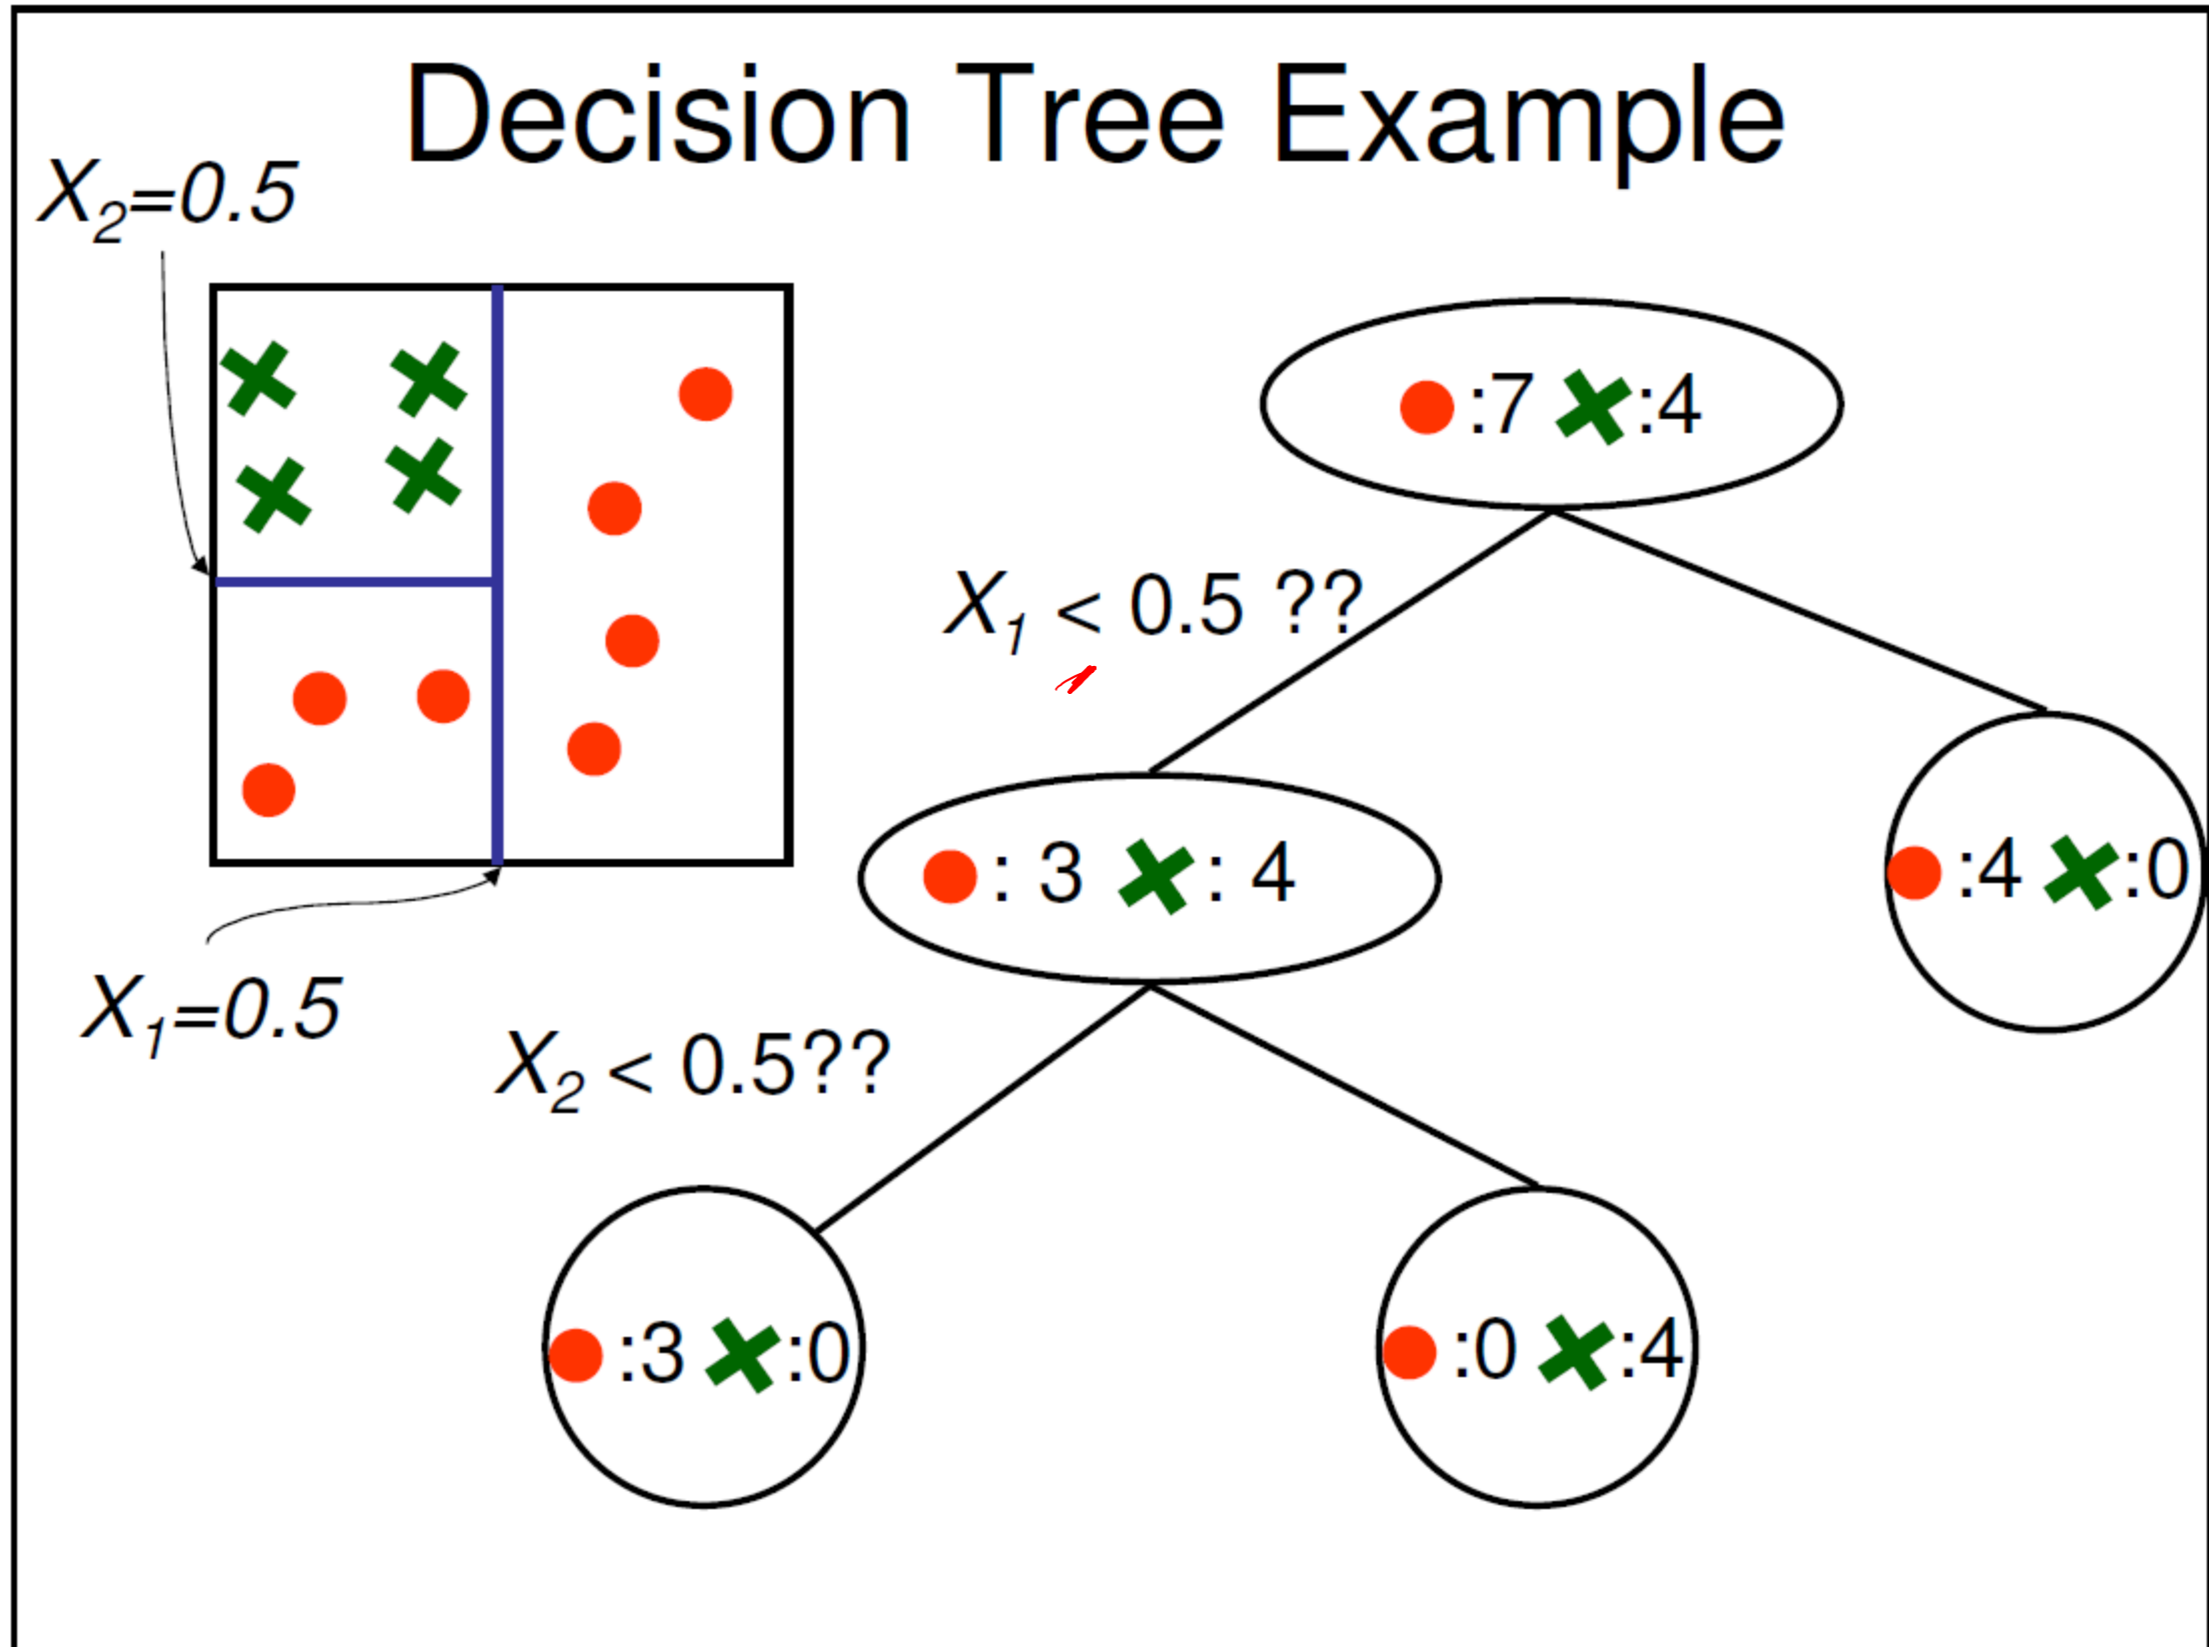 Decision Tree Example
X₂=0.5
:7 :4
X₁ < 0.5 ??
: 3 : 4
:4 :0
X₁=0.5
X₂ < 0.5??
:3 :0
:0 :4